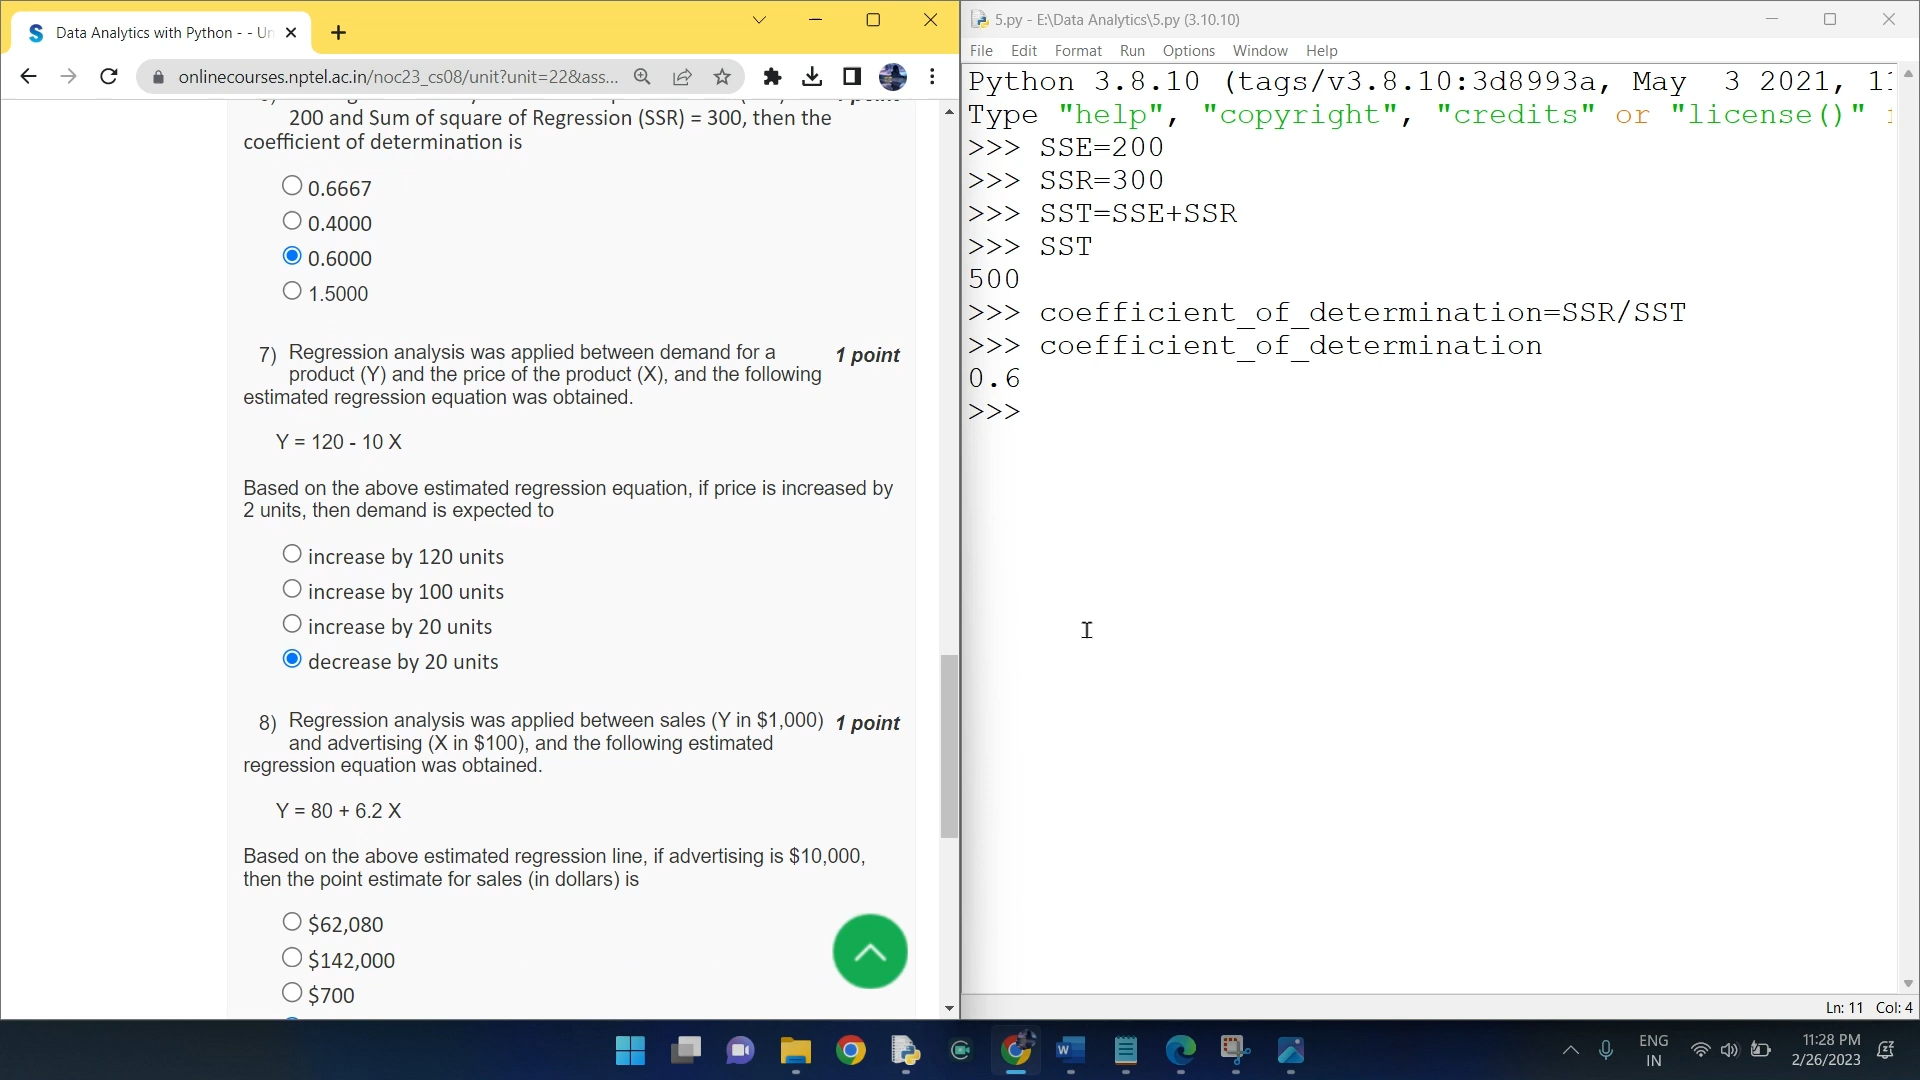 Data Analytics with Python - - Un
onlinecourses.nptel.ac.in/noc23_cs08/unit?unit=22&ass...
200 and Sum of square of Regression (SSR) = 300, then the
coefficient of determination is
0.6667
0.4000
0.6000
1.5000
7) Regression analysis was applied between demand for a 1 point
product (Y) and the price of the product (X), and the following
estimated regression equation was obtained.
Y = 120 - 10 X
Based on the above estimated regression equation, if price is increased by
2 units, then demand is expected to
increase by 120 units
increase by 100 units
increase by 20 units
decrease by 20 units
8) Regression analysis was applied between sales (Y in $1,000) 1 point
and advertising (X in $100), and the following estimated
regression equation was obtained.
Y = 80 + 6.2 X
Based on the above estimated regression line, if advertising is $10,000,
then the point estimate for sales (in dollars) is
$62,080
$142,000
$700
5.py - E:\Data Analytics\5.py (3.10.10)
File Edit Format Run Options Window Help
Python 3.8.10 (tags/v3.8.10:3d8993a, May 3 2021, 1
Type "help", "copyright", "credits" or "license()"
>>> SSE=200
>>> SSR=300
>>> SST=SSE+SSR
>>> SST
500
>>> coefficient_of_determination=SSR/SST
>>> coefficient_of_determination
0.6
>>>
Ln: 11 Col: 4
ENG
IN
11:28 PM
2/26/2023